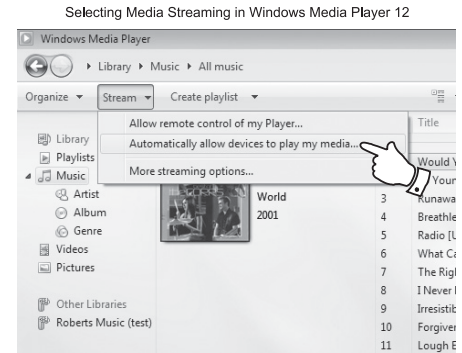 Selecting Media Streaming in Windows Media Player 12
Windows Media Player
Library Music All music
Organize Stream Create playlist
Allow remote control of my Player...
Automatically allow devices to play my media...
More streaming options...
Title
Library
Playlists
Music
Artist
Album
Genre
Videos
Pictures
Other Libraries
Roberts Music (test)
World
2001
Would Y
Your
3 Runawa
4 Breathle
5 Radio [U
6 What Ca
7 The Rig
8 I Never
9 Irresistib
10 Forgiven
11 Lough E